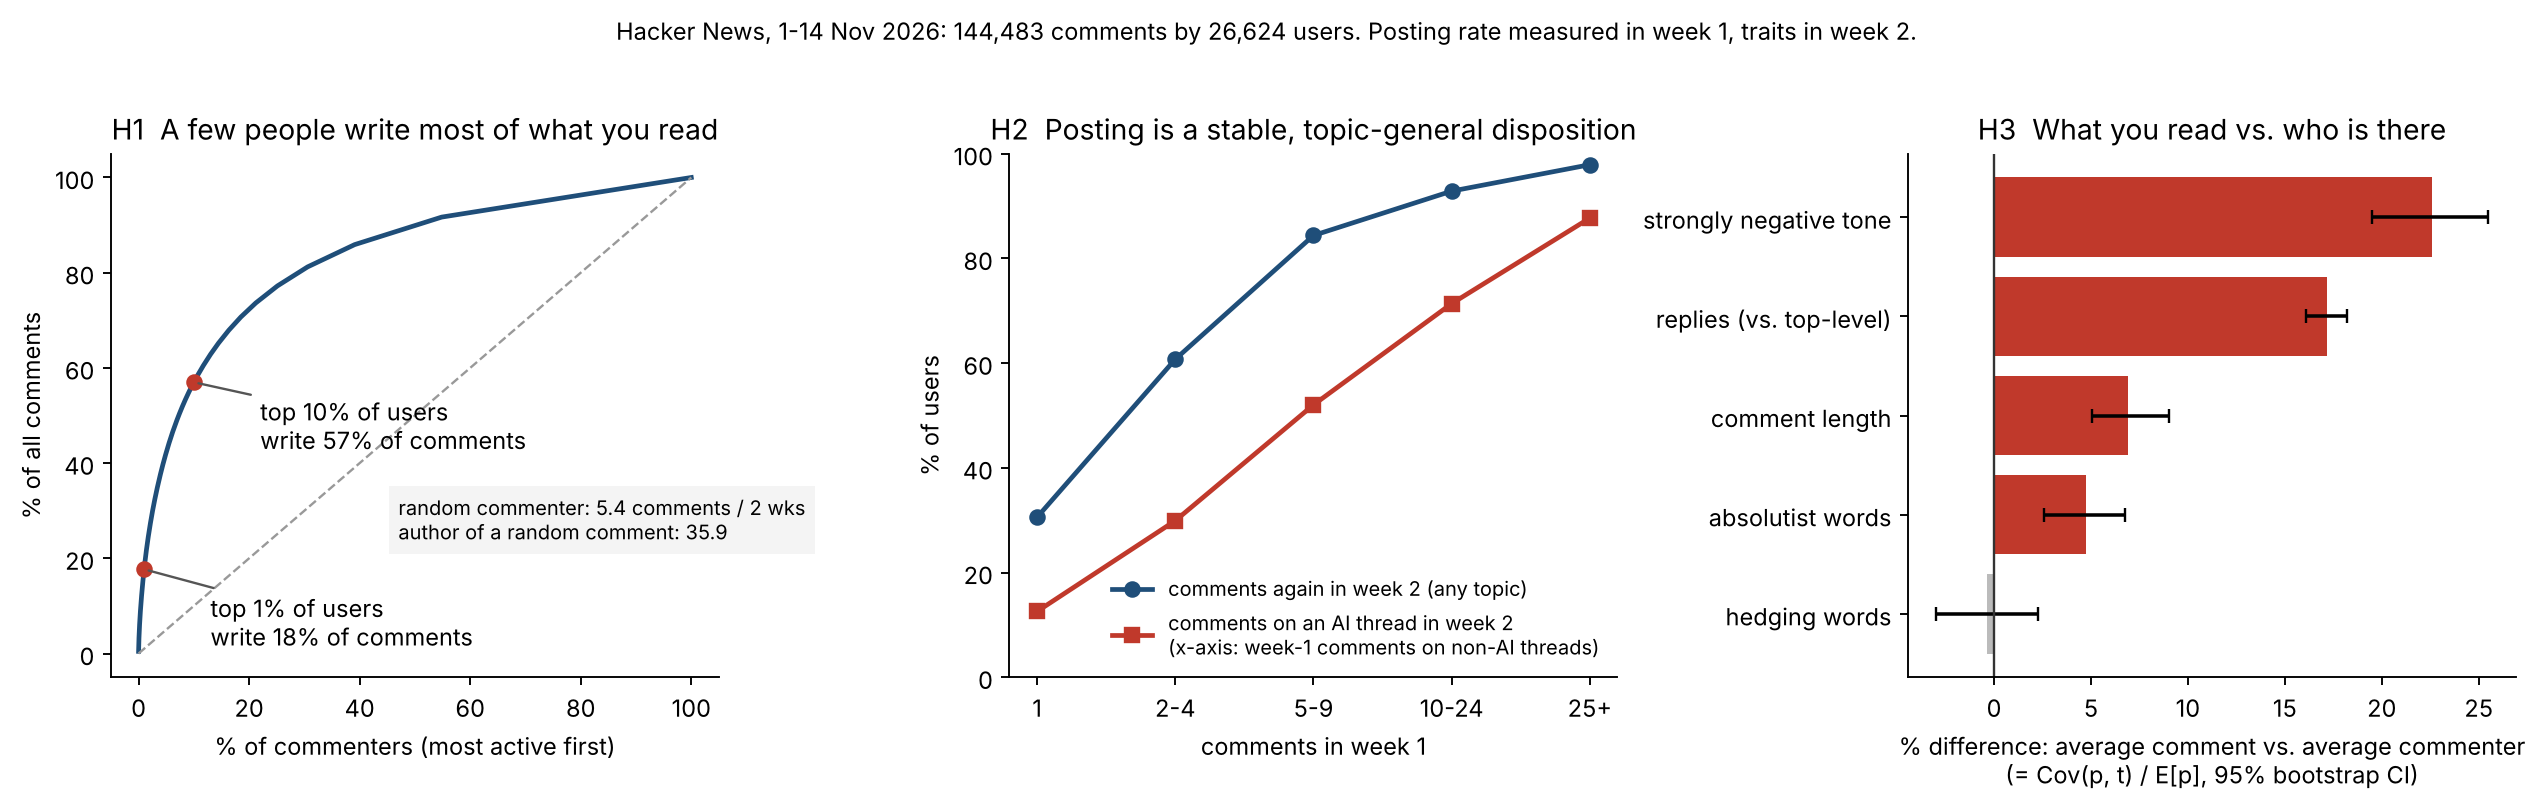 Hacker News, 1-14 Nov 2026: 144,483 comments by 26,624 users. Posting rate measured in week 1, traits in week 2.
H1 A few people write most of what you read
% of all comments
100
80
60
40
20
0
top 10% of users
write 57% of comments
random commenter: 5.4 comments / 2 wks
author of a random comment: 35.9
top 1% of users
write 18% of comments
0 20 40 60 80 100
% of commenters (most active first)
H2 Posting is a stable, topic-general disposition
% of users
100
80
60
40
20
0
comments again in week 2 (any topic)
comments on an AI thread in week 2
(x-axis: week-1 comments on non-AI threads)
1 2-4 5-9 10-24 25+
comments in week 1
H3 What you read vs. who is there
strongly negative tone
replies (vs. top-level)
comment length
absolutist words
hedging words
0 5 10 15 20 25
% difference: average comment vs. average commenter
(= Cov(p, t) / E[p], 95% bootstrap CI)